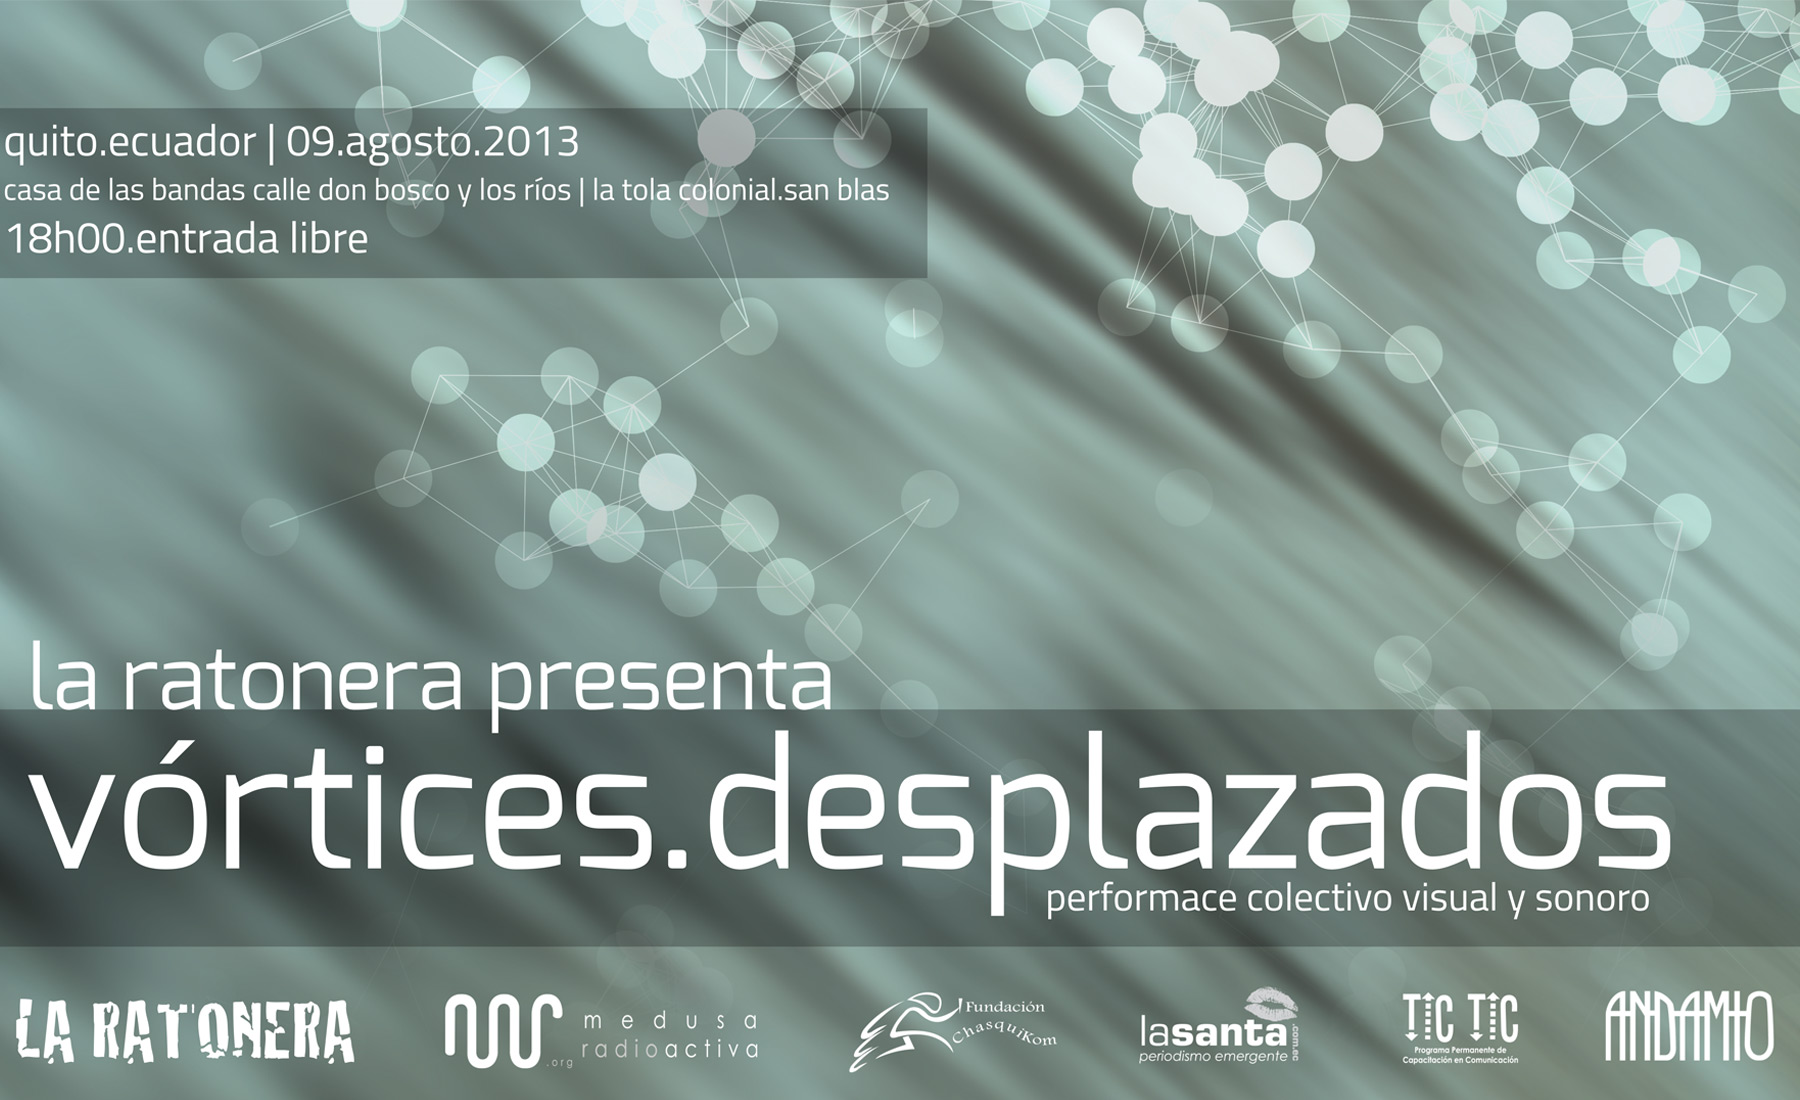 quito.ecuador | 09.agosto.2013
casa de las bandas calle don bosco y los ríos | la tola colonial.san blas
18h00.entrada libre
la ratonera presenta
vórtices.desplazados
performace colectivo visual y sonoro
LA RATONERA
medusa
radioactiva
.org
Fundación
ChasquiKom
lasanta
.com.ec
periodismo emergente
TIC TIC
Programa Permanente de
Capacitación en Comunicación
ANDAMIO